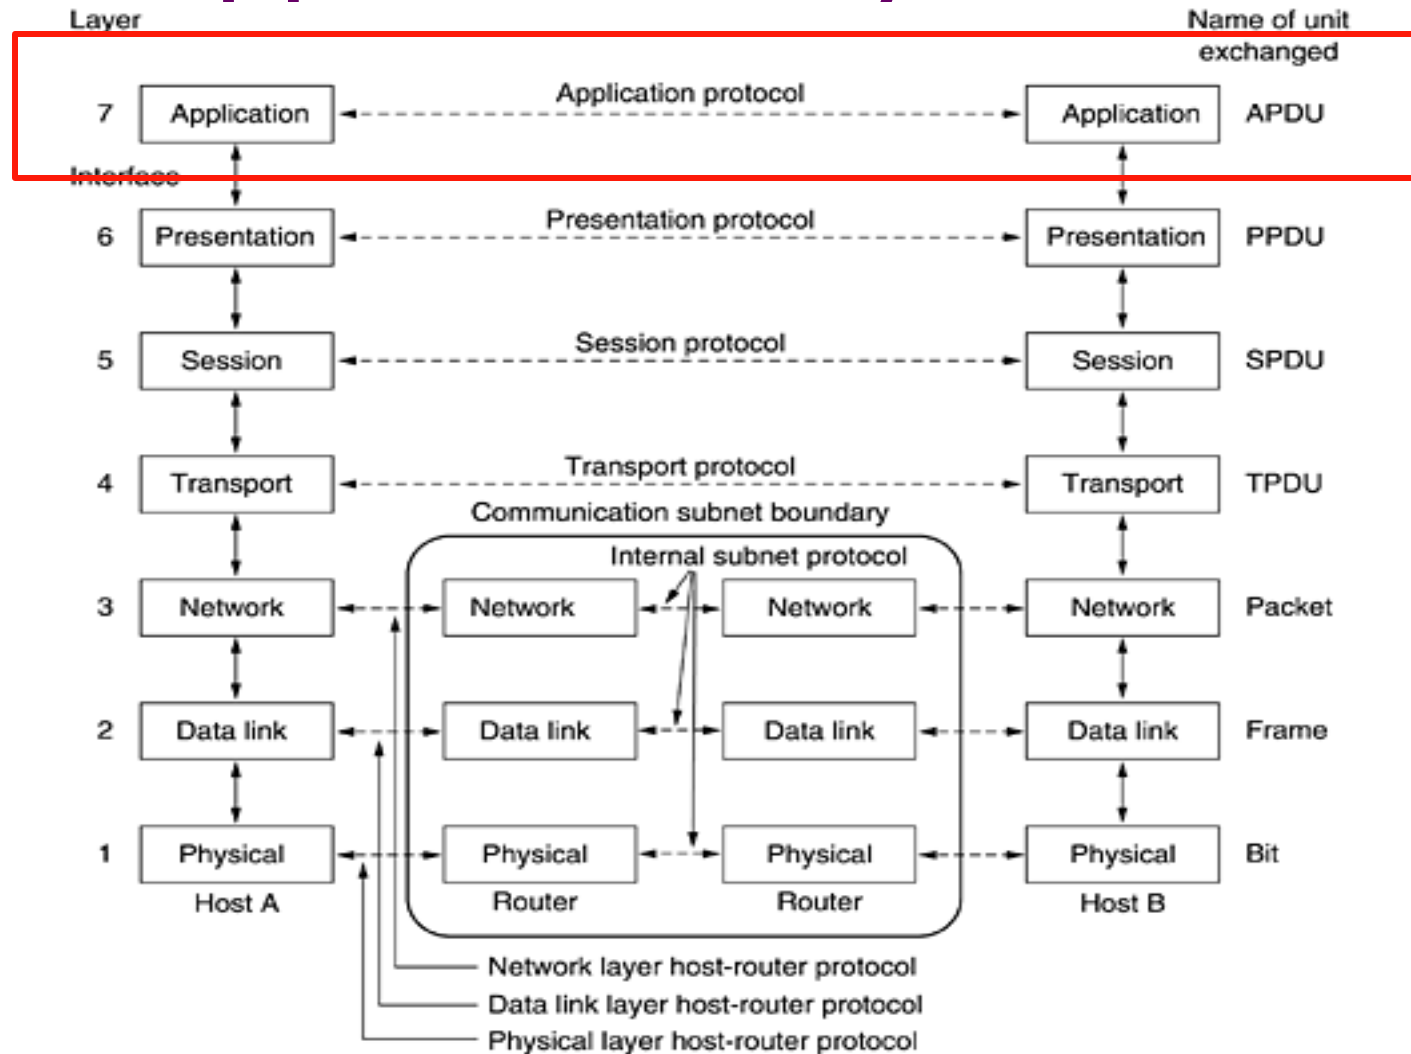 Layer
Name of unit
exchanged
7 Application Application protocol Application APDU
Interface
6 Presentation Presentation protocol Presentation PPDU
5 Session Session protocol Session SPDU
4 Transport Transport protocol Transport TPDU
Communication subnet boundary
Internal subnet protocol
3 Network Network Network Network Packet
2 Data link Data link Data link Data link Frame
1 Physical Physical Physical Physical Bit
Host A Router Router Host B
Network layer host-router protocol
Data link layer host-router protocol
Physical layer host-router protocol